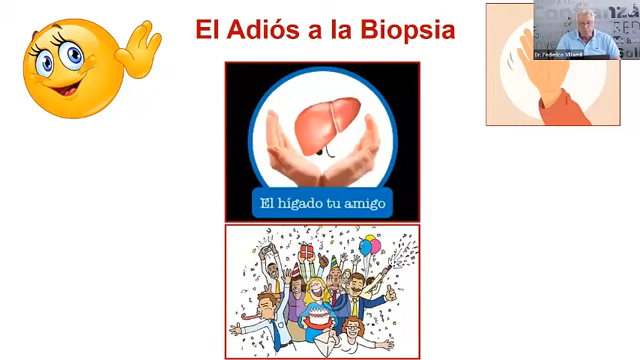 El Adiós a la Biopsia
Dr. Federico Villamil
El hígado tu amigo